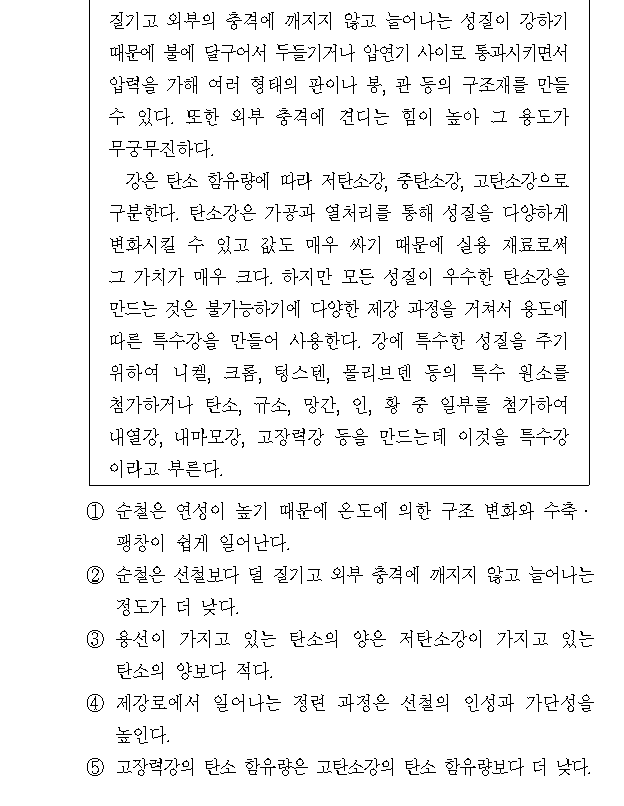 질기고 외부의 충격에 깨지지 않고 늘어나는 성질이 강하기
때문에 불에 달구어서 두들기거나 압연기 사이로 통과시키면서
압력을 가해 여러 형태의 판이나 봉, 관 등의 구조재를 만들
수 있다. 또한 외부 충격에 견디는 힘이 높아 그 용도가
무궁무진하다.
강은 탄소 함유량에 따라 저탄소강, 중탄소강, 고탄소강으로
구분한다. 탄소강은 가공과 열처리를 통해 성질을 다양하게
변화시킬 수 있고 값도 매우 싸기 때문에 실용 재료로써
그 가치가 매우 크다. 하지만 모든 성질이 우수한 탄소강을
만드는 것은 불가능하기에 다양한 제강 과정을 거쳐서 용도에
따른 특수강을 만들어 사용한다. 강에 특수한 성질을 주기
위하여 니켈, 크롬, 텅스텐, 몰리브덴 등의 특수 원소를
첨가하거나 탄소, 규소, 망간, 인, 황 중 일부를 첨가하여
내열강, 내마모강, 고장력강 등을 만드는데 이것을 특수강
이라고 부른다.
① 순철은 연성이 높기 때문에 온도에 의한 구조 변화와 수축·
팽창이 쉽게 일어난다.
② 순철은 선철보다 덜 질기고 외부 충격에 깨지지 않고 늘어나는
정도가 더 낮다.
③ 용선이 가지고 있는 탄소의 양은 저탄소강이 가지고 있는
탄소의 양보다 적다.
④ 제강로에서 일어나는 정련 과정은 선철의 인성과 가단성을
높인다.
⑤ 고장력강의 탄소 함유량은 고탄소강의 탄소 함유량보다 더 낮다.